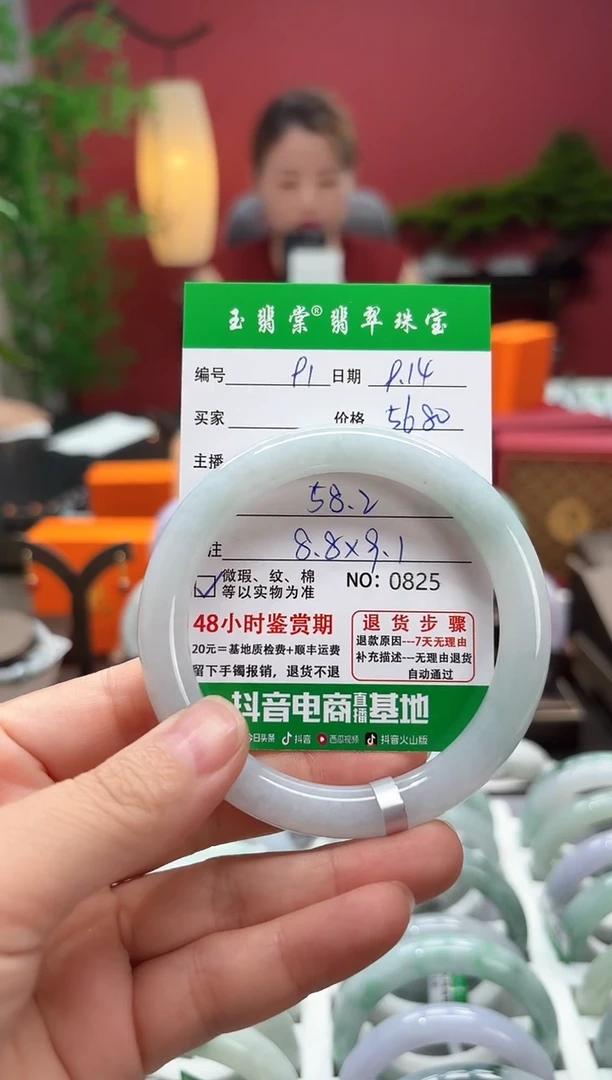 玉翡棠®翡翠珠宝
编号 P1 日期 9.14
买家 价格 5680
主播
58.2
注 8.8x9.1
微瑕、纹、棉
等以实物为准 NO: 0825
48小时鉴赏期
20元=基地质检费+顺丰运费
留下手镯报销，退货不退
退货步骤
退款原因---7天无理由
补充描述---无理由退货
自动通过
抖音电商直播基地
今日头条 抖音 西瓜视频 抖音火山版